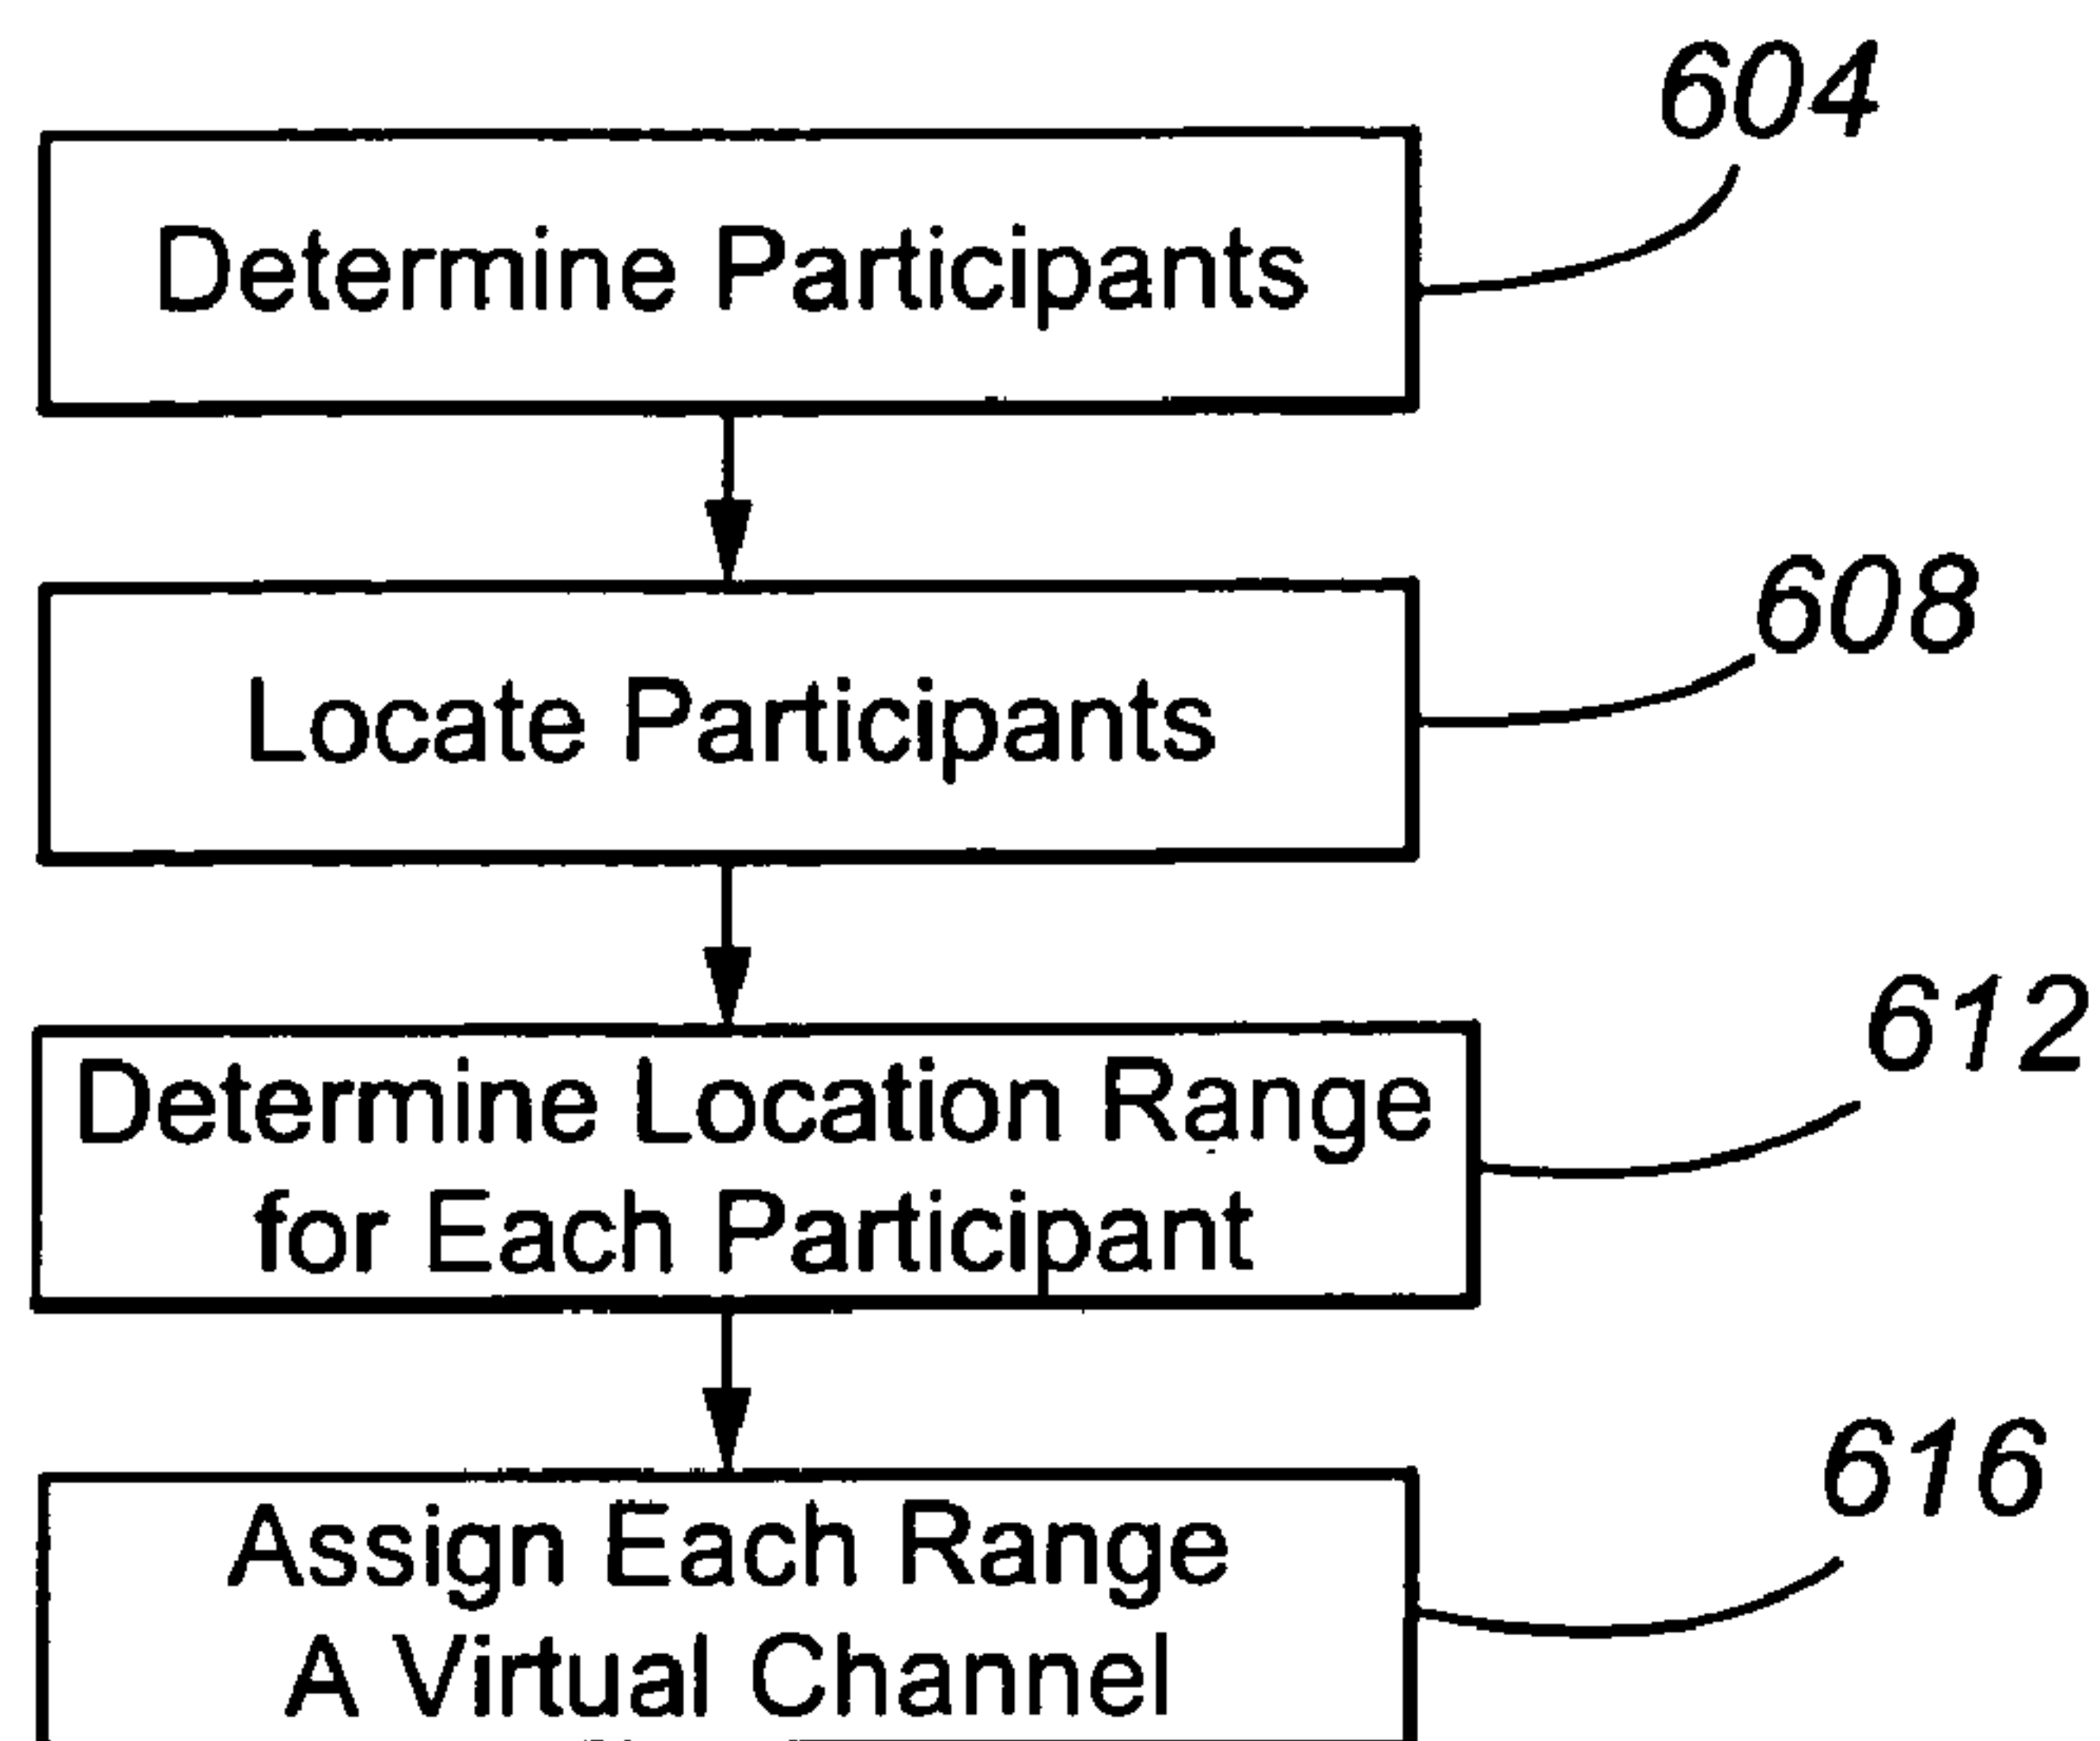 604
Determine Participants
608
Locate Participants
612
Determine Location Range
for Each Participant
616
Assign Each Range
A Virtual Channel